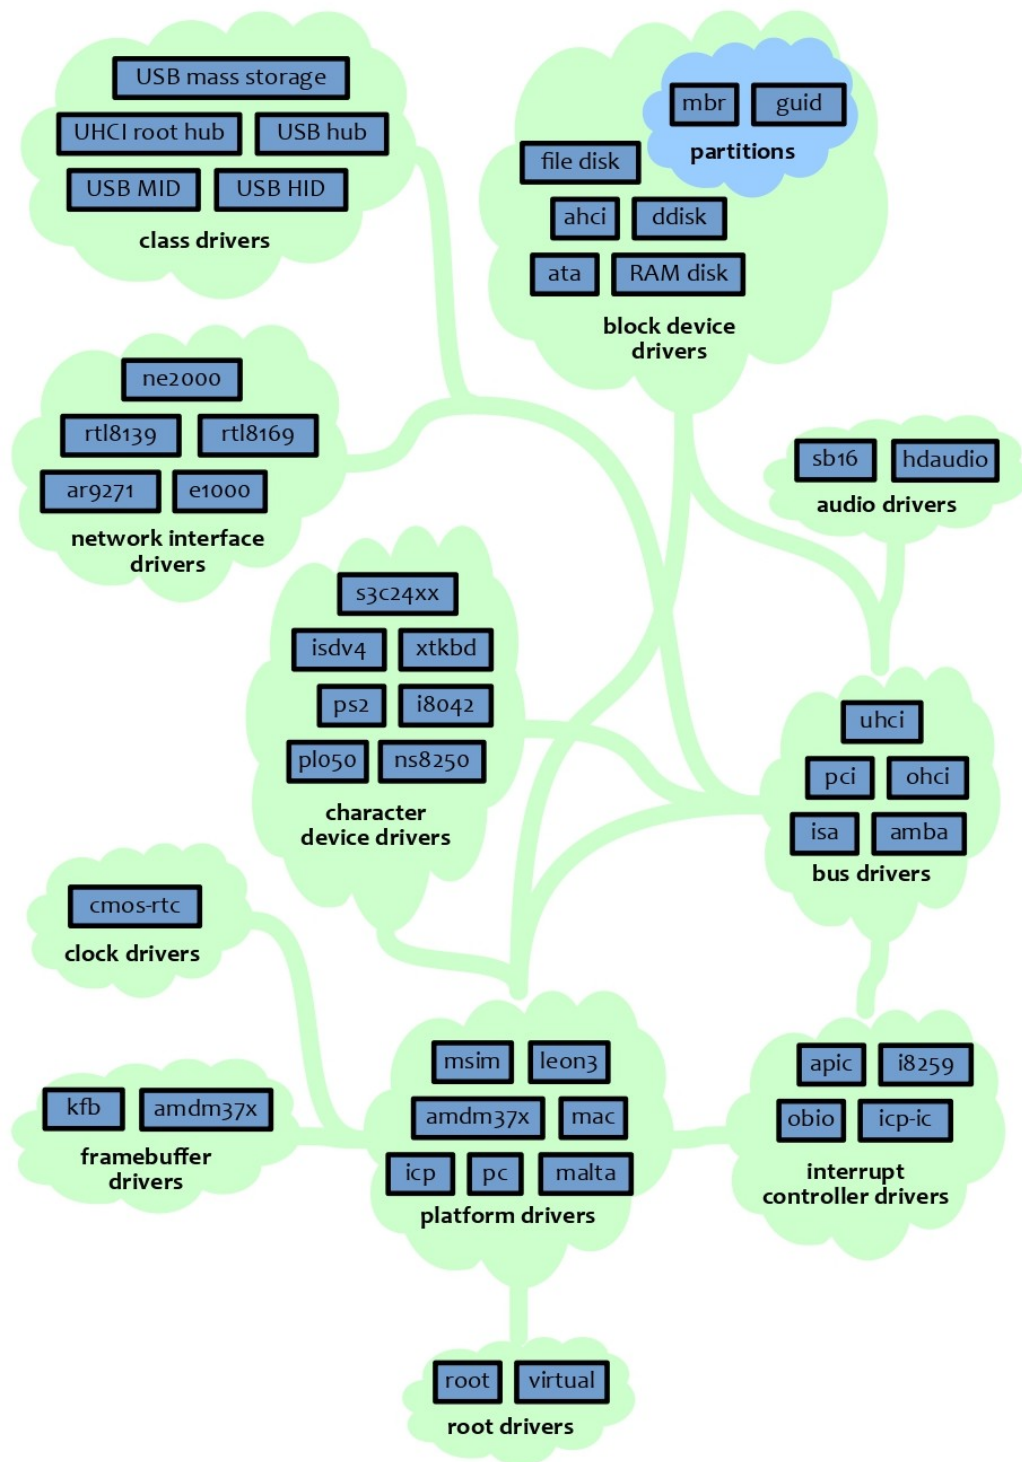 USB mass storage
UHCI root hub
USB hub
USB MID
USB HID
class drivers
mbr
guid
partitions
file disk
ahci
ddisk
ata
RAM disk
block device
drivers
ne2000
rtl8139
rtl8169
ar9271
e1000
network interface
drivers
sb16
hdaudio
audio drivers
s3c24xx
isdv4
xtkbd
ps2
i8042
pl050
ns8250
character
device drivers
uhci
pci
ohci
isa
amba
bus drivers
cmos-rtc
clock drivers
kfb
amdm37x
framebuffer
drivers
msim
leon3
amdm37x
mac
icp
pc
malta
platform drivers
apic
i8259
obio
icp-ic
interrupt
controller drivers
root
virtual
root drivers